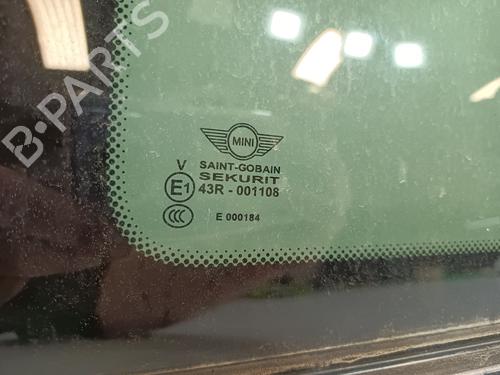 B-PARTS
MINI
V SAINT-GOBAIN
SEKURIT
E1 43R - 001108
CCC E 000184